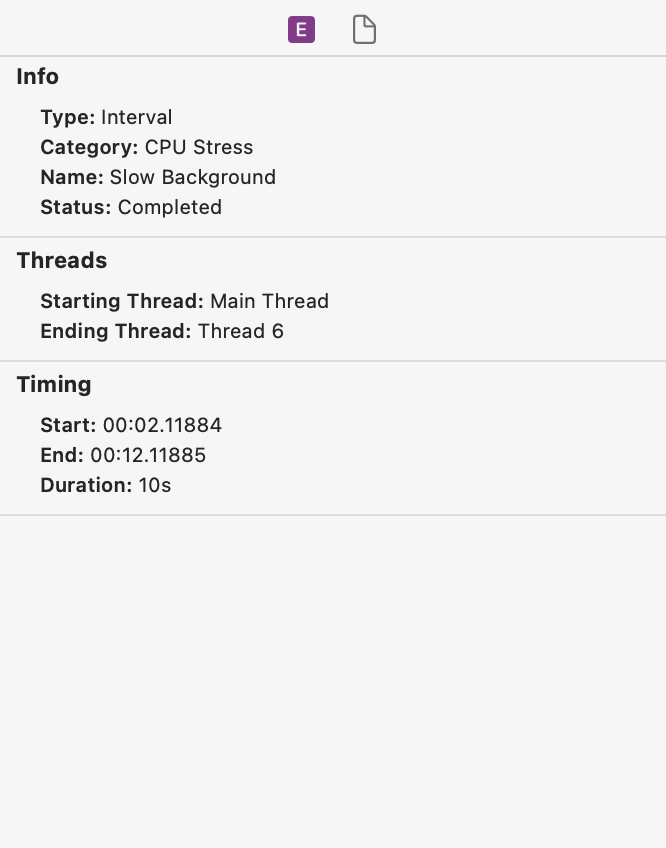 E
Info
Type: Interval
Category: CPU Stress
Name: Slow Background
Status: Completed
Threads
Starting Thread: Main Thread
Ending Thread: Thread 6
Timing
Start: 00:02.11884
End: 00:12.11885
Duration: 10s